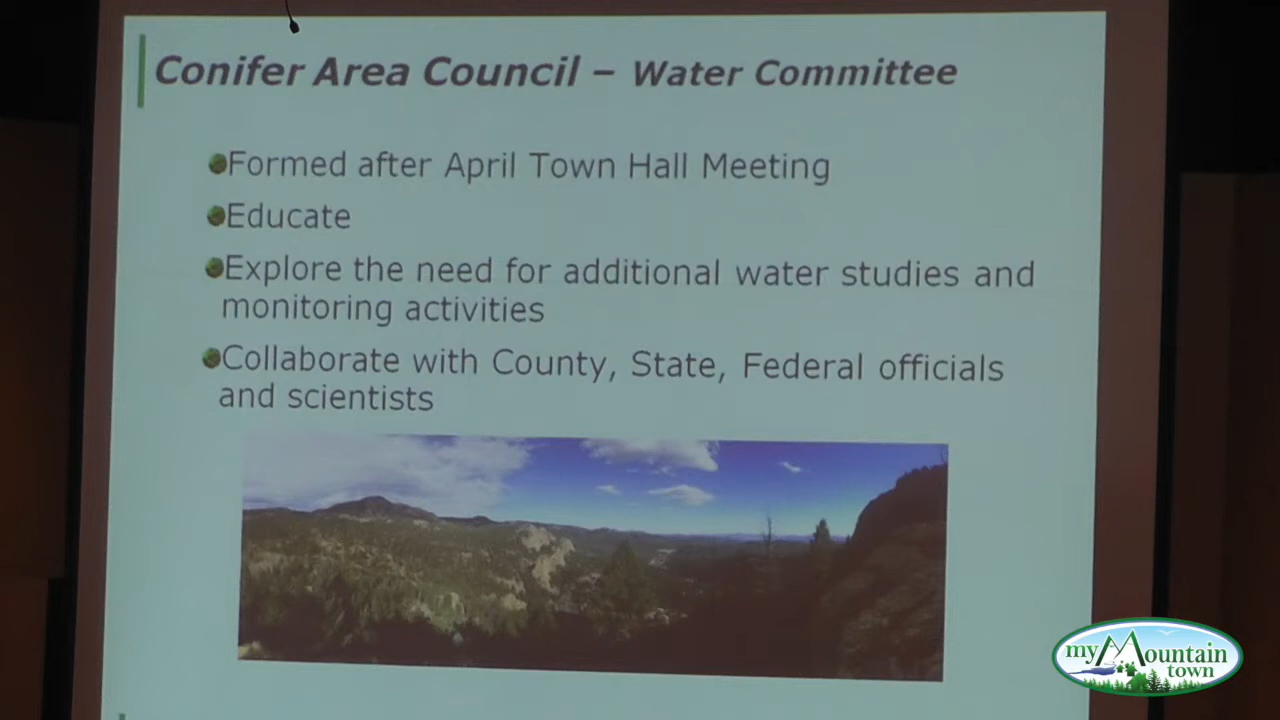 Conifer Area Council – Water Committee
Formed after April Town Hall Meeting
Educate
Explore the need for additional water studies and
monitoring activities
Collaborate with County, State, Federal officials
and scientists
my Mountain
town